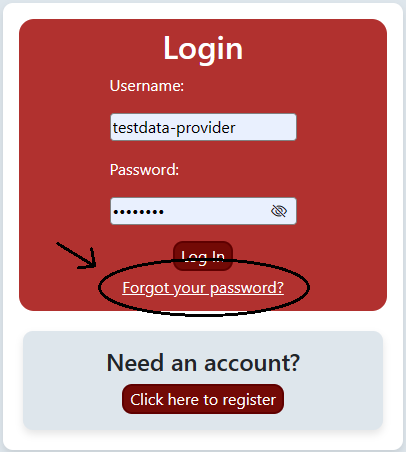 Login
Username:
testdata-provider
Password:
••••••••
Log In
Forgot your password?
Need an account?
Click here to register